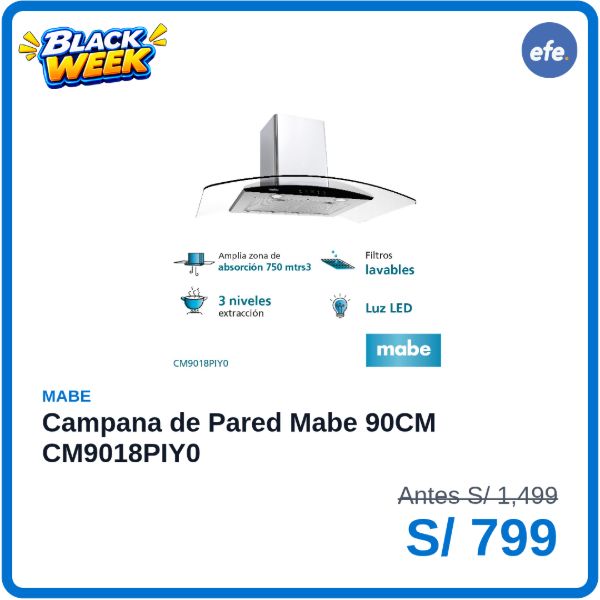 BLACK
WEEK
efe.
Amplia zona de
absorción 750 mtrs3
Filtros
lavables
3 niveles
extracción
Luz LED
mabe
CM9018PIY0
MABE
Campana de Pared Mabe 90CM
CM9018PIY0
Antes S/ 1,499
S/ 799